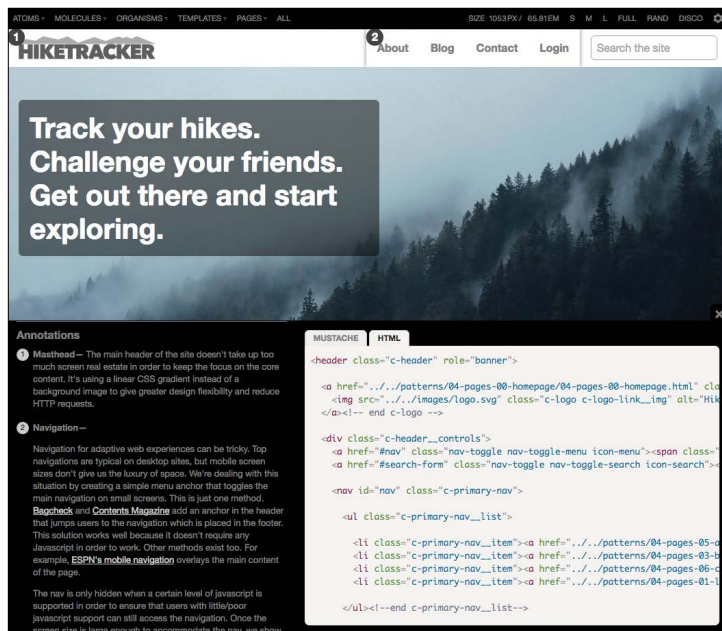 ATOMS MOLECULES ORGANISMS TEMPLATES PAGES ALL SIZE 1053PX / 65.81EM S M L FULL RAND DISCO
1 HIKETRACKER 2 About Blog Contact Login Search the site
Track your hikes.
Challenge your friends.
Get out there and start
exploring.
Annotations
1 Masthead— The main header of the site doesn't take up too
much screen real estate in order to keep the focus on the core
content. It's using a linear CSS gradient instead of a
background image to give greater design flexibility and reduce
HTTP requests.
2 Navigation—
Navigation for adaptive web experiences can be tricky. Top
navigations are typical on desktop sites, but mobile screen
sizes don't give us the luxury of space. We're dealing with this
situation by creating a simple menu anchor that toggles the
main navigation on small screens. This is just one method.
Bagcheck and Contents Magazine add an anchor in the header
that jumps users to the navigation which is placed in the footer.
This solution works well because it doesn't require any
Javascript in order to work. Other methods exist too. For
example, ESPN's mobile navigation overlays the main content
of the page.
The nav is only hidden when a certain level of javascript is
supported in order to ensure that users with little/poor
javascript support can still access the navigation. Once the
screen size is large enough to accommodate the nav, we show
MUSTACHE HTML
<header class="c-header" role="banner">
<a href="../../patterns/04-pages-00-homepage/04-pages-00-homepage.html" cla
<img src="../../images/logo.svg" class="c-logo c-logo-link__img" alt="Hik
</a><!-- end c-logo -->
<div class="c-header__controls">
<a href="#nav" class="nav-toggle nav-toggle-menu icon-menu"><span class="
<a href="#search-form" class="nav-toggle nav-toggle-search icon-search"><
<nav id="nav" class="c-primary-nav">
<ul class="c-primary-nav__list">
<li class="c-primary-nav__item"><a href="../../patterns/04-pages-05-a
<li class="c-primary-nav__item"><a href="../../patterns/04-pages-03-b
<li class="c-primary-nav__item"><a href="../../patterns/04-pages-06-c
<li class="c-primary-nav__item"><a href="../../patterns/04-pages-01-l
</ul><!--end c-primary-nav__list-->